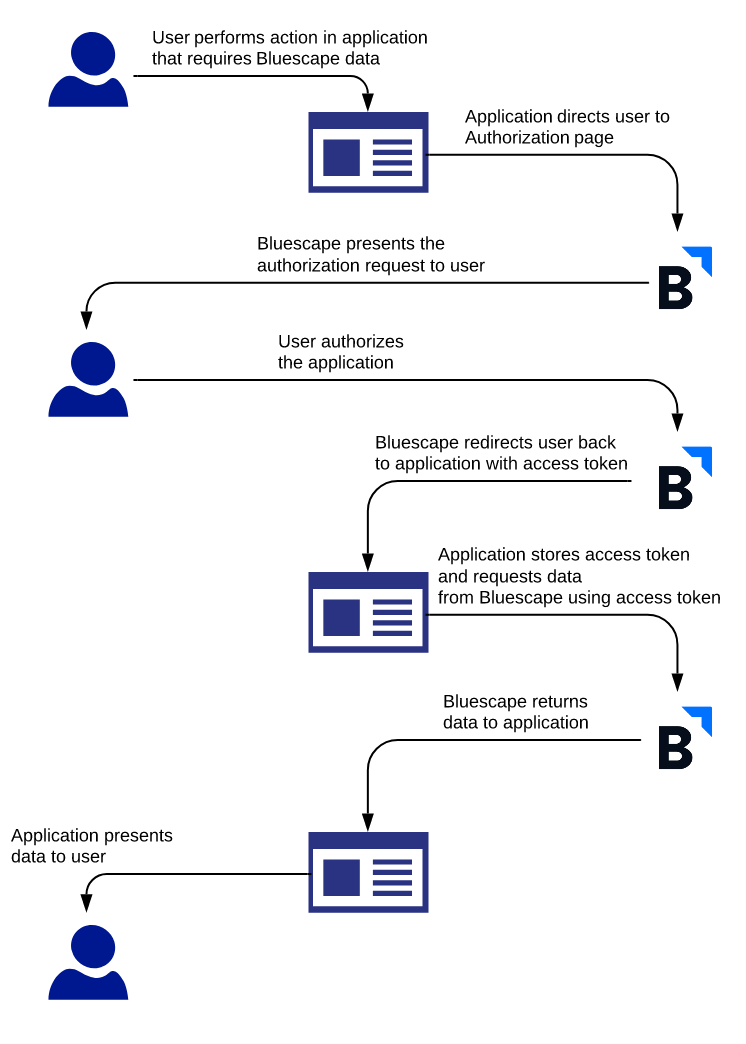 User performs action in application
that requires Bluescape data
Application directs user to
Authorization page
Bluescape presents the
authorization request to user
B
User authorizes
the application
Bluescape redirects user back
to application with access token
B
Application stores access token
and requests data
from Bluescape using access token
Bluescape returns
data to application
B
Application presents
data to user